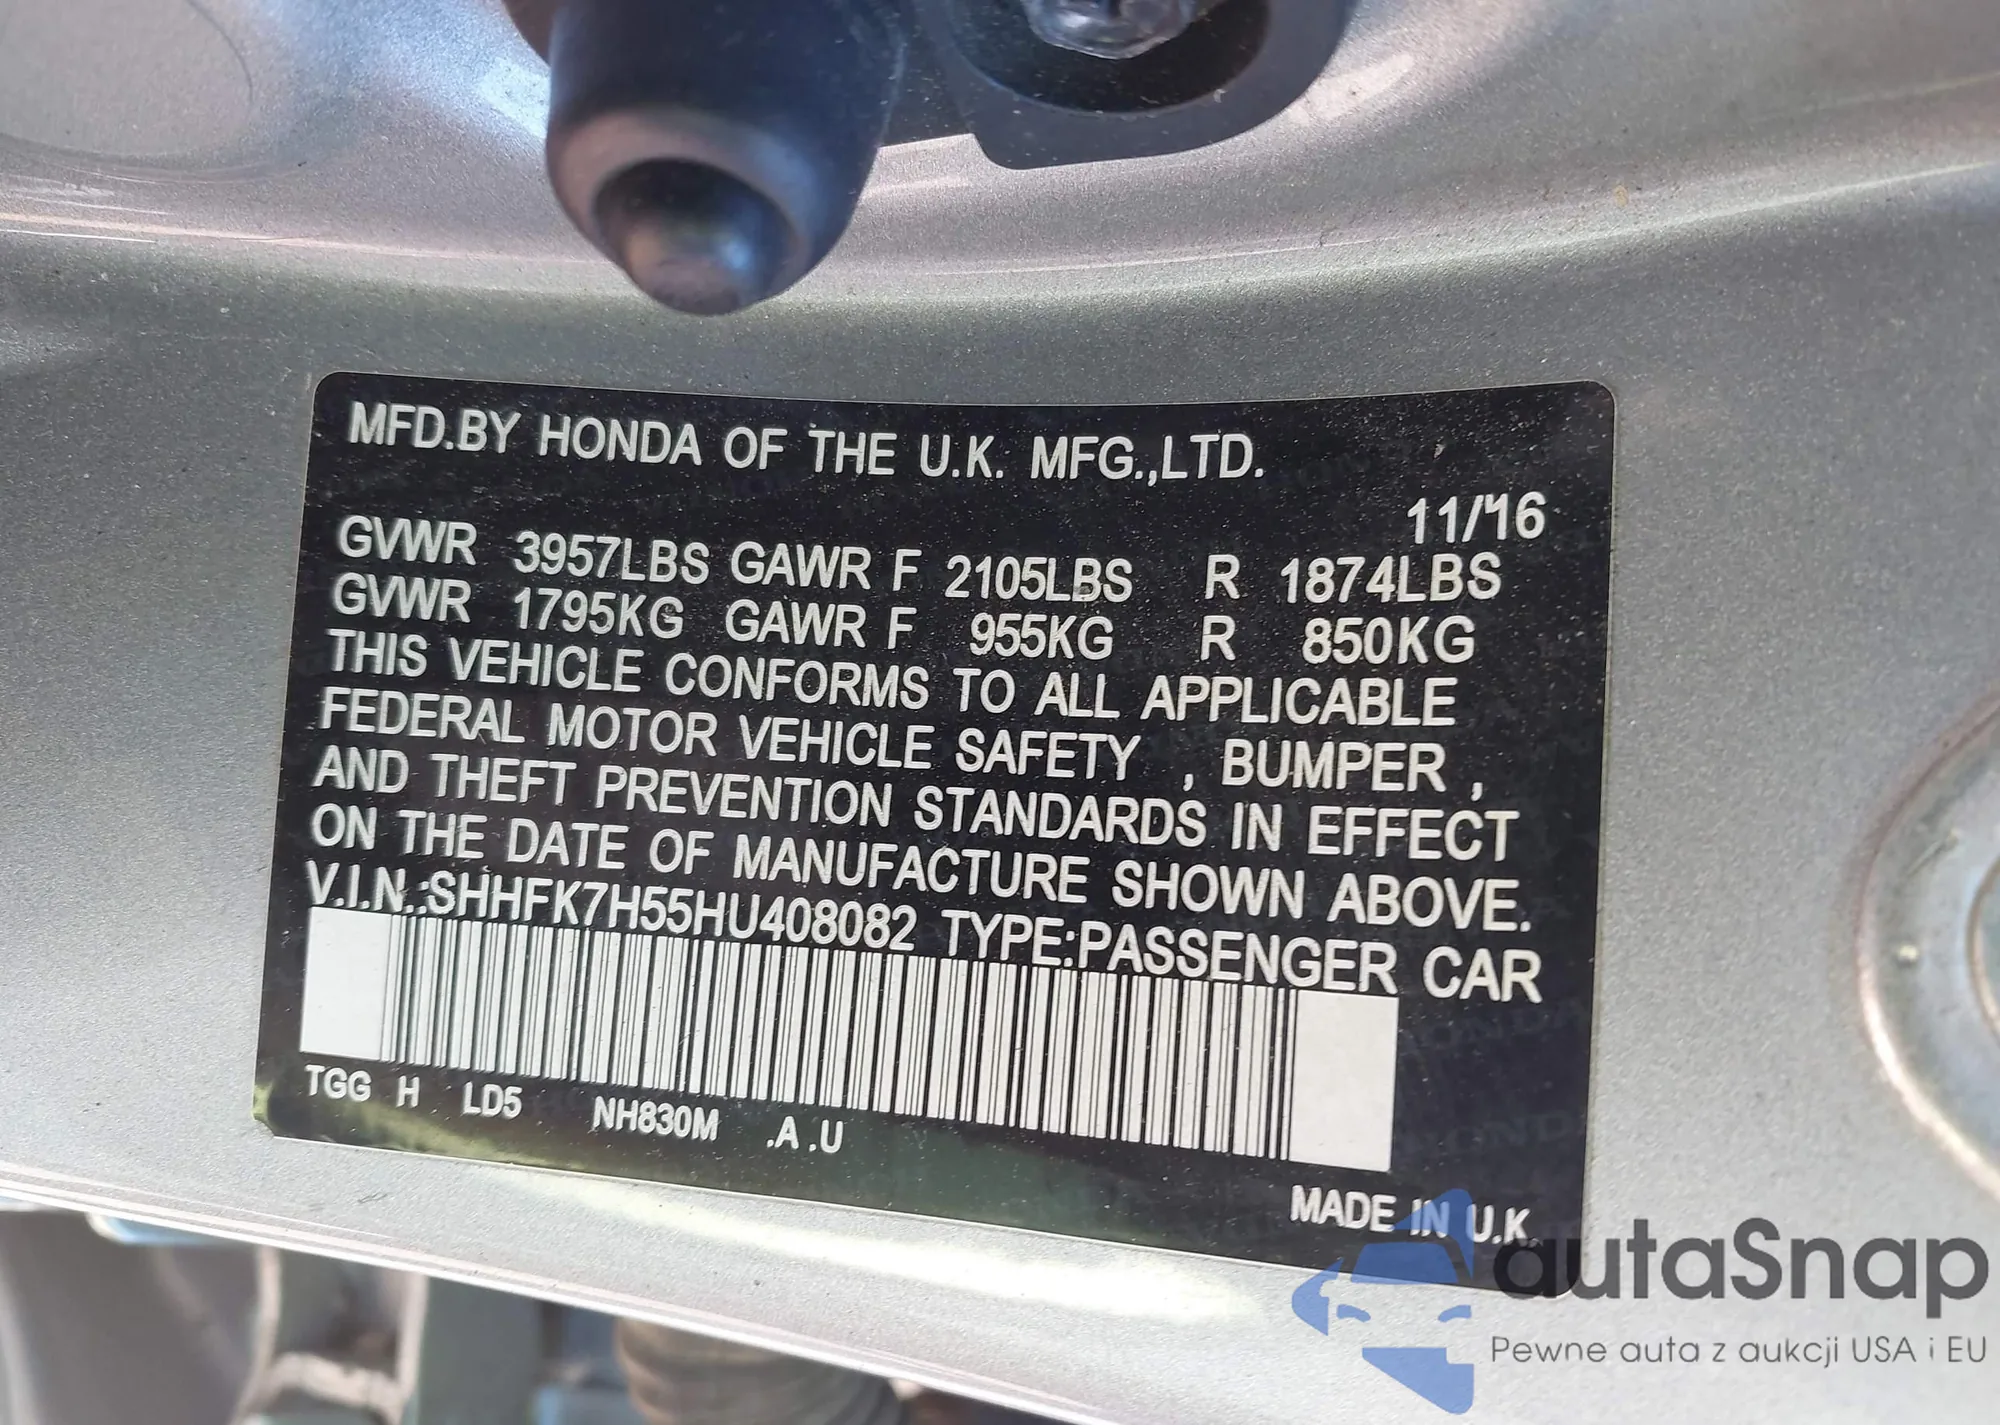 MFD.BY HONDA OF THE U.K. MFG.,LTD.
11/16
GVWR 3957LBS GAWR F 2105LBS R 1874LBS
GVWR 1795KG GAWR F 955KG R 850KG
THIS VEHICLE CONFORMS TO ALL APPLICABLE
FEDERAL MOTOR VEHICLE SAFETY , BUMPER ,
AND THEFT PREVENTION STANDARDS IN EFFECT
ON THE DATE OF MANUFACTURE SHOWN ABOVE.
V.I.N.:SHHFK7H55HU408082 TYPE:PASSENGER CAR
TGG H LD5 NH830M .A .U
MADE IN U.K.
autaSnap
Pewne auta z aukcji USA i EU